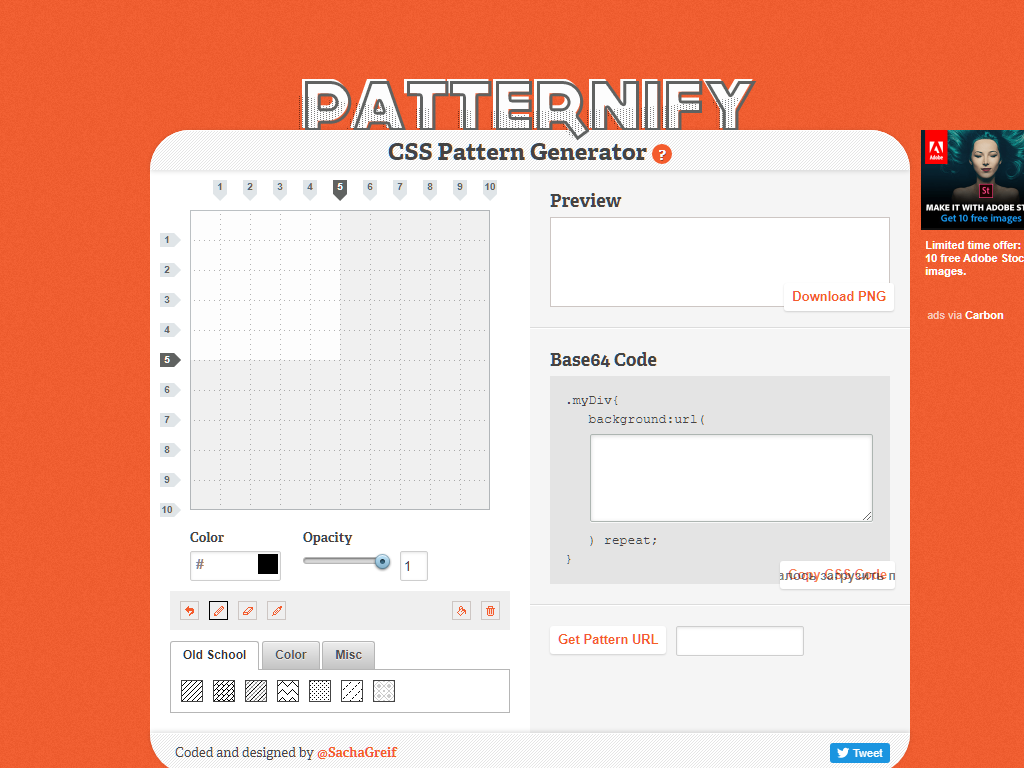 PATTERNIFY
CSS Pattern Generator ?
1 2 3 4 5 6 7 8 9 10
1
2
3
4
5
6
7
8
9
10
Color
Opacity
#
1
Old School
Color
Misc
Preview
Download PNG
Base64 Code
.myDiv{
background:url(
) repeat;
}
Copy CSS Code
Get Pattern URL
Coded and designed by @SachaGreif
Tweet
Adobe
St
MAKE IT WITH ADOBE ST
Get 10 free images
Limited time offer:
10 free Adobe Stoc
images.
ads via Carbon